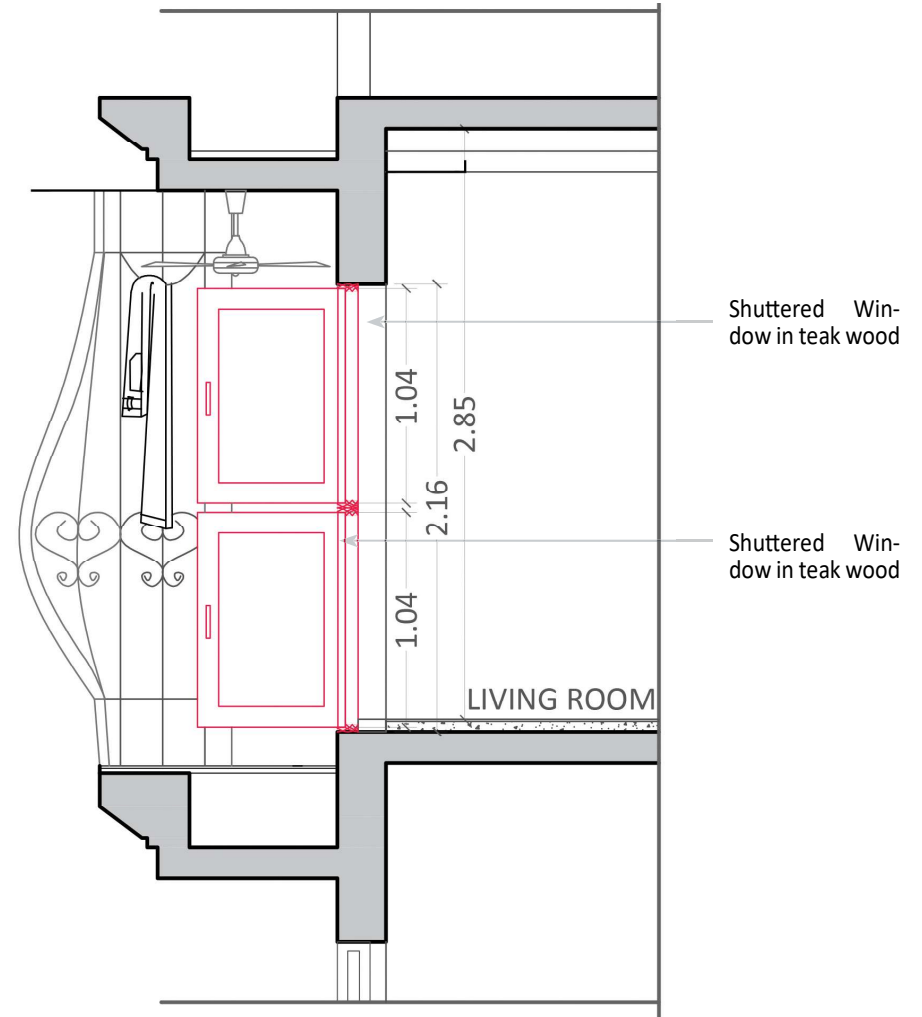 Shuttered Win-
dow in teak wood
1.04
2.85
2.16
Shuttered Win-
dow in teak wood
1.04
LIVING ROOM